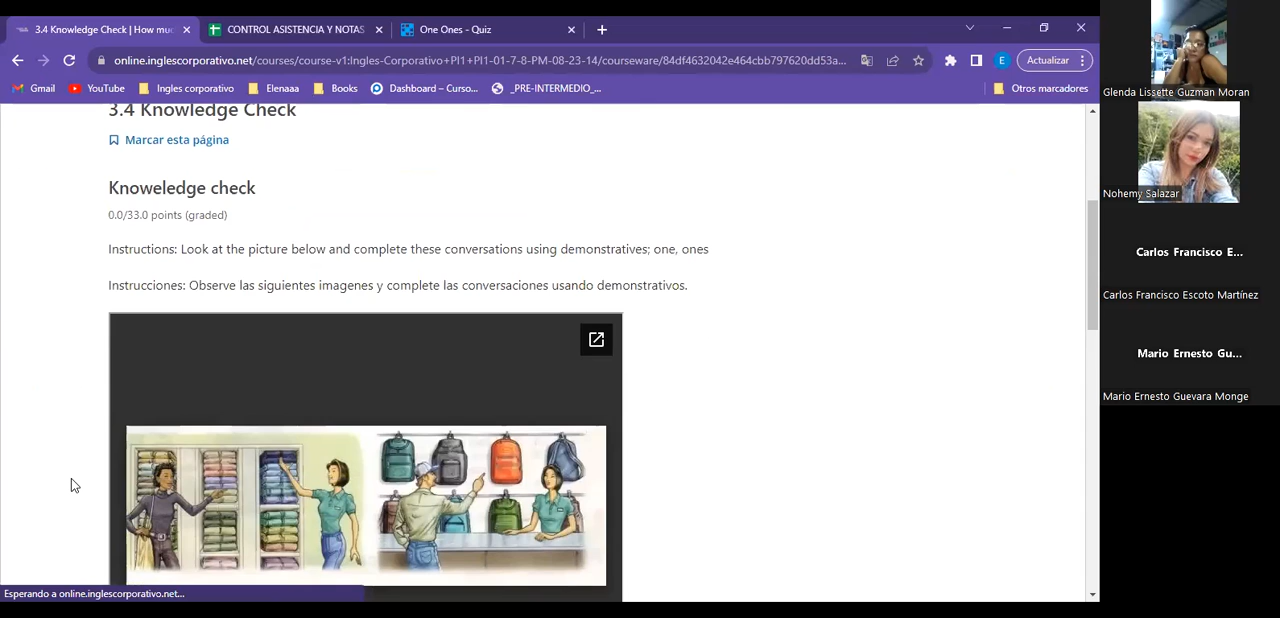 3.4 Knowledge Check | How muc
CONTROL ASISTENCIA Y NOTAS
One Ones - Quiz
online.inglescorporativo.net/courses/course-v1:Ingles-Corporativo+PI1+PI1-01-7-8-PM-08-23-14/courseware/84df4632042e464cbb797620dd53a...
E
Actualizar
Gmail
YouTube
Ingles corporativo
Elenaaa
Books
Dashboard – Curso...
_PRE-INTERMEDIO_...
Otros marcadores
3.4 Knowledge Check
Marcar esta página
Knoweledge check
0.0/33.0 points (graded)
Instructions: Look at the picture below and complete these conversations using demonstratives; one, ones
Instrucciones: Observe las siguientes imagenes y complete las conversaciones usando demonstrativos.
Esperando a online.inglescorporativo.net...
Glenda Lissette Guzman Moran
Nohemy Salazar
Carlos Francisco E...
Carlos Francisco Escoto Martínez
Mario Ernesto Gu...
Mario Ernesto Guevara Monge